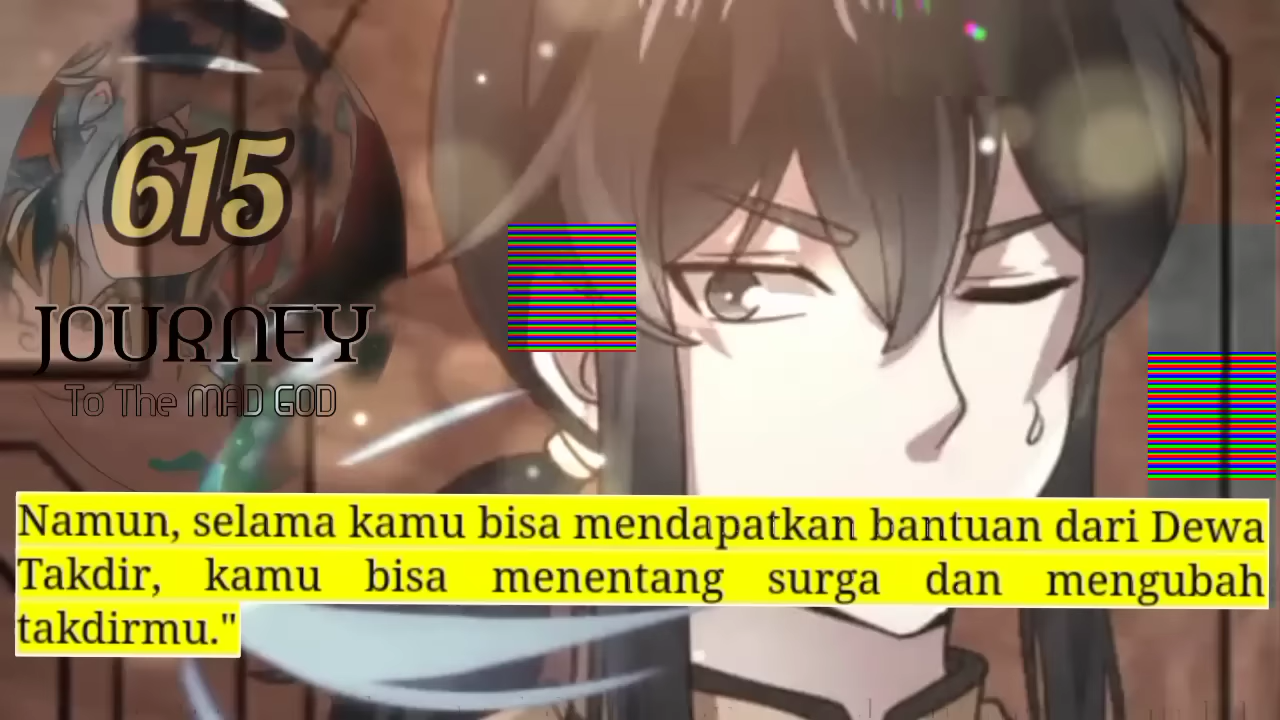 615
JOURNEY
To The MAD GOD
Namun, selama kamu bisa mendapatkan bantuan dari Dewa
Takdir, kamu bisa menentang surga dan mengubah
takdirmu."